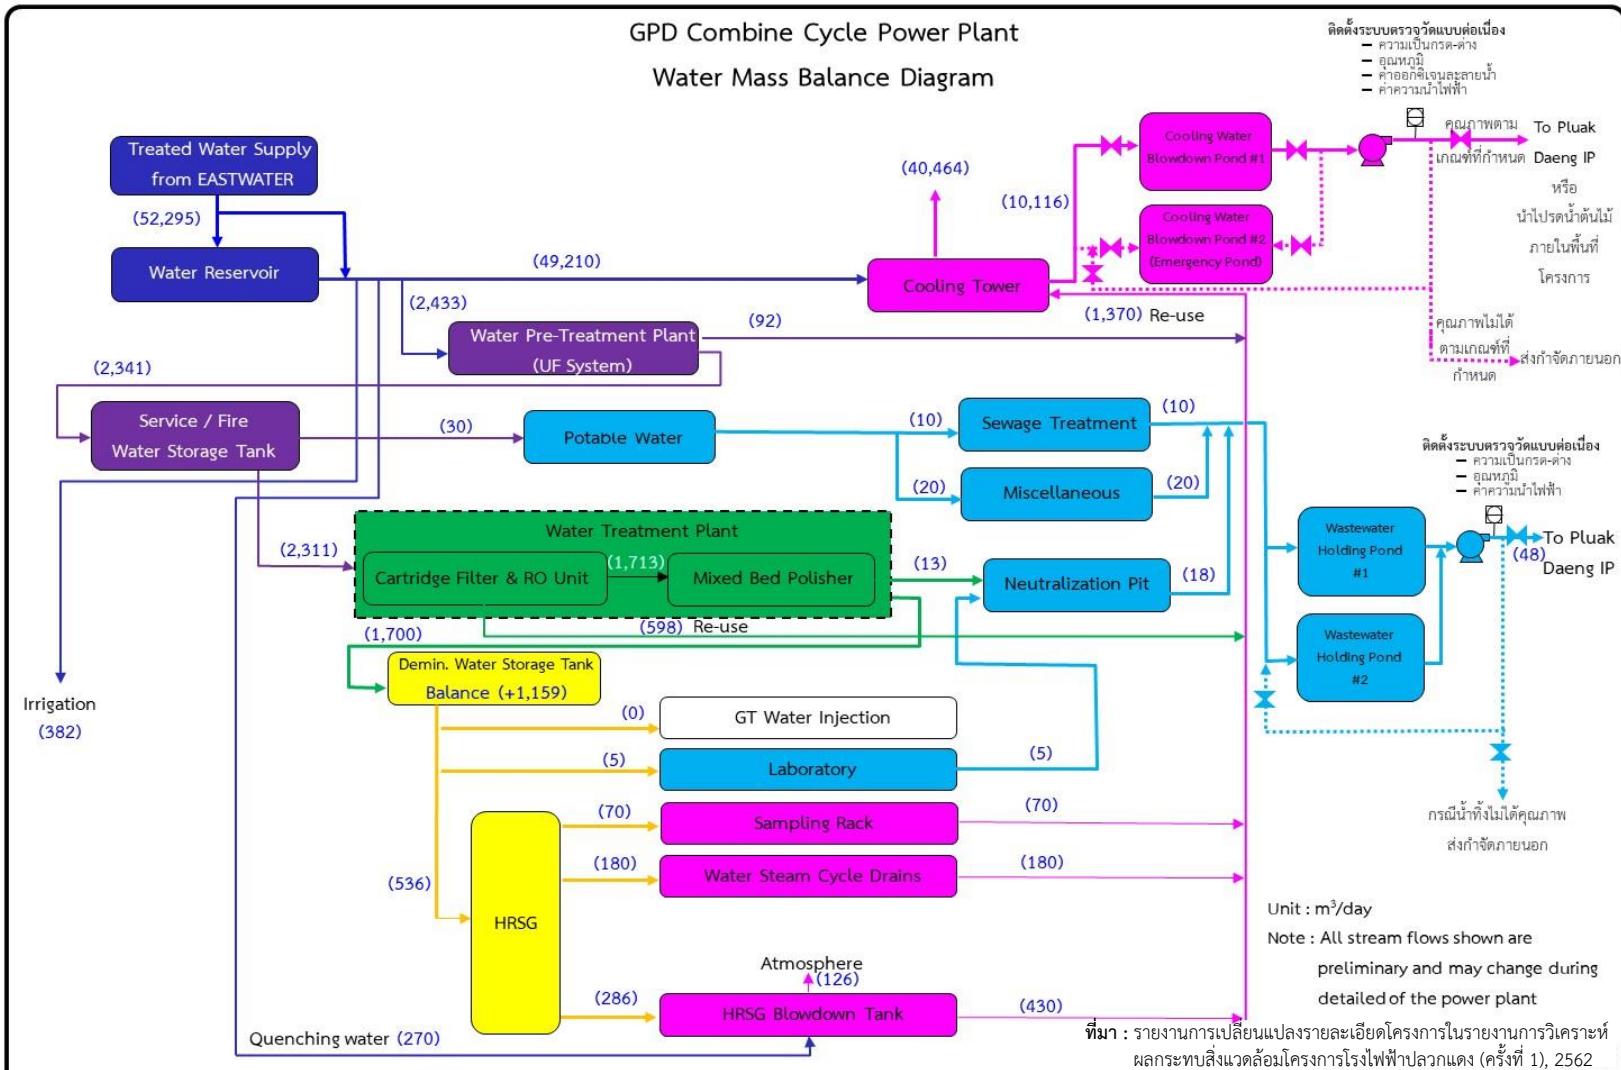 GPD Combine Cycle Power Plant
Water Mass Balance Diagram
ติดตั้งระบบตรวจวัดแบบต่อเนื่อง
– ความเป็นกรด-ด่าง
– อุณหภูมิ
– ค่าออกซิเจนละลายน้ำ
– ค่าความนำไฟฟ้า
Treated Water Supply
from EASTWATER
(52,295)
Water Reservoir
(49,210)
(2,433)
(40,464)
Cooling Tower
(10,116)
Cooling Water
Blowdown Pond #1
Cooling Water
Blowdown Pond #2
(Emergency Pond)
คุณภาพตาม
เกณฑ์ที่กำหนด
To Pluak
Daeng IP
หรือ
นำไปรดน้ำต้นไม้
ภายในพื้นที่
โครงการ
(1,370) Re-use
คุณภาพไม่ได้
ตามเกณฑ์ที่
กำหนด
ส่งกำจัดภายนอก
Water Pre-Treatment Plant
(UF System)
(92)
(2,341)
Service / Fire
Water Storage Tank
(30)
Potable Water
(10)
Sewage Treatment
(10)
(20)
Miscellaneous
(20)
ติดตั้งระบบตรวจวัดแบบต่อเนื่อง
– ความเป็นกรด-ด่าง
– อุณหภูมิ
– ค่าความนำไฟฟ้า
Water Treatment Plant
(2,311)
Cartridge Filter & RO Unit
(1,713)
Mixed Bed Polisher
(13)
Neutralization Pit
(18)
Wastewater
Holding Pond
#1
Wastewater
Holding Pond
#2
(48)
To Pluak
Daeng IP
(598) Re-use
(1,700)
Demin. Water Storage Tank
Balance (+1,159)
Irrigation
(382)
(0)
GT Water Injection
(5)
Laboratory
(5)
(70)
Sampling Rack
(70)
(180)
Water Steam Cycle Drains
(180)
(536)
HRSG
กรณีน้ำทิ้งไม่ได้คุณภาพ
ส่งกำจัดภายนอก
Atmosphere
(126)
(286)
HRSG Blowdown Tank
(430)
Quenching water (270)
Unit : m³/day
Note : All stream flows shown are
preliminary and may change during
detailed of the power plant
ที่มา : รายงานการเปลี่ยนแปลงรายละเอียดโครงการในรายงานการวิเคราะห์
ผลกระทบสิ่งแวดล้อมโครงการโรงไฟฟ้าปลวกแดง (ครั้งที่ 1), 2562